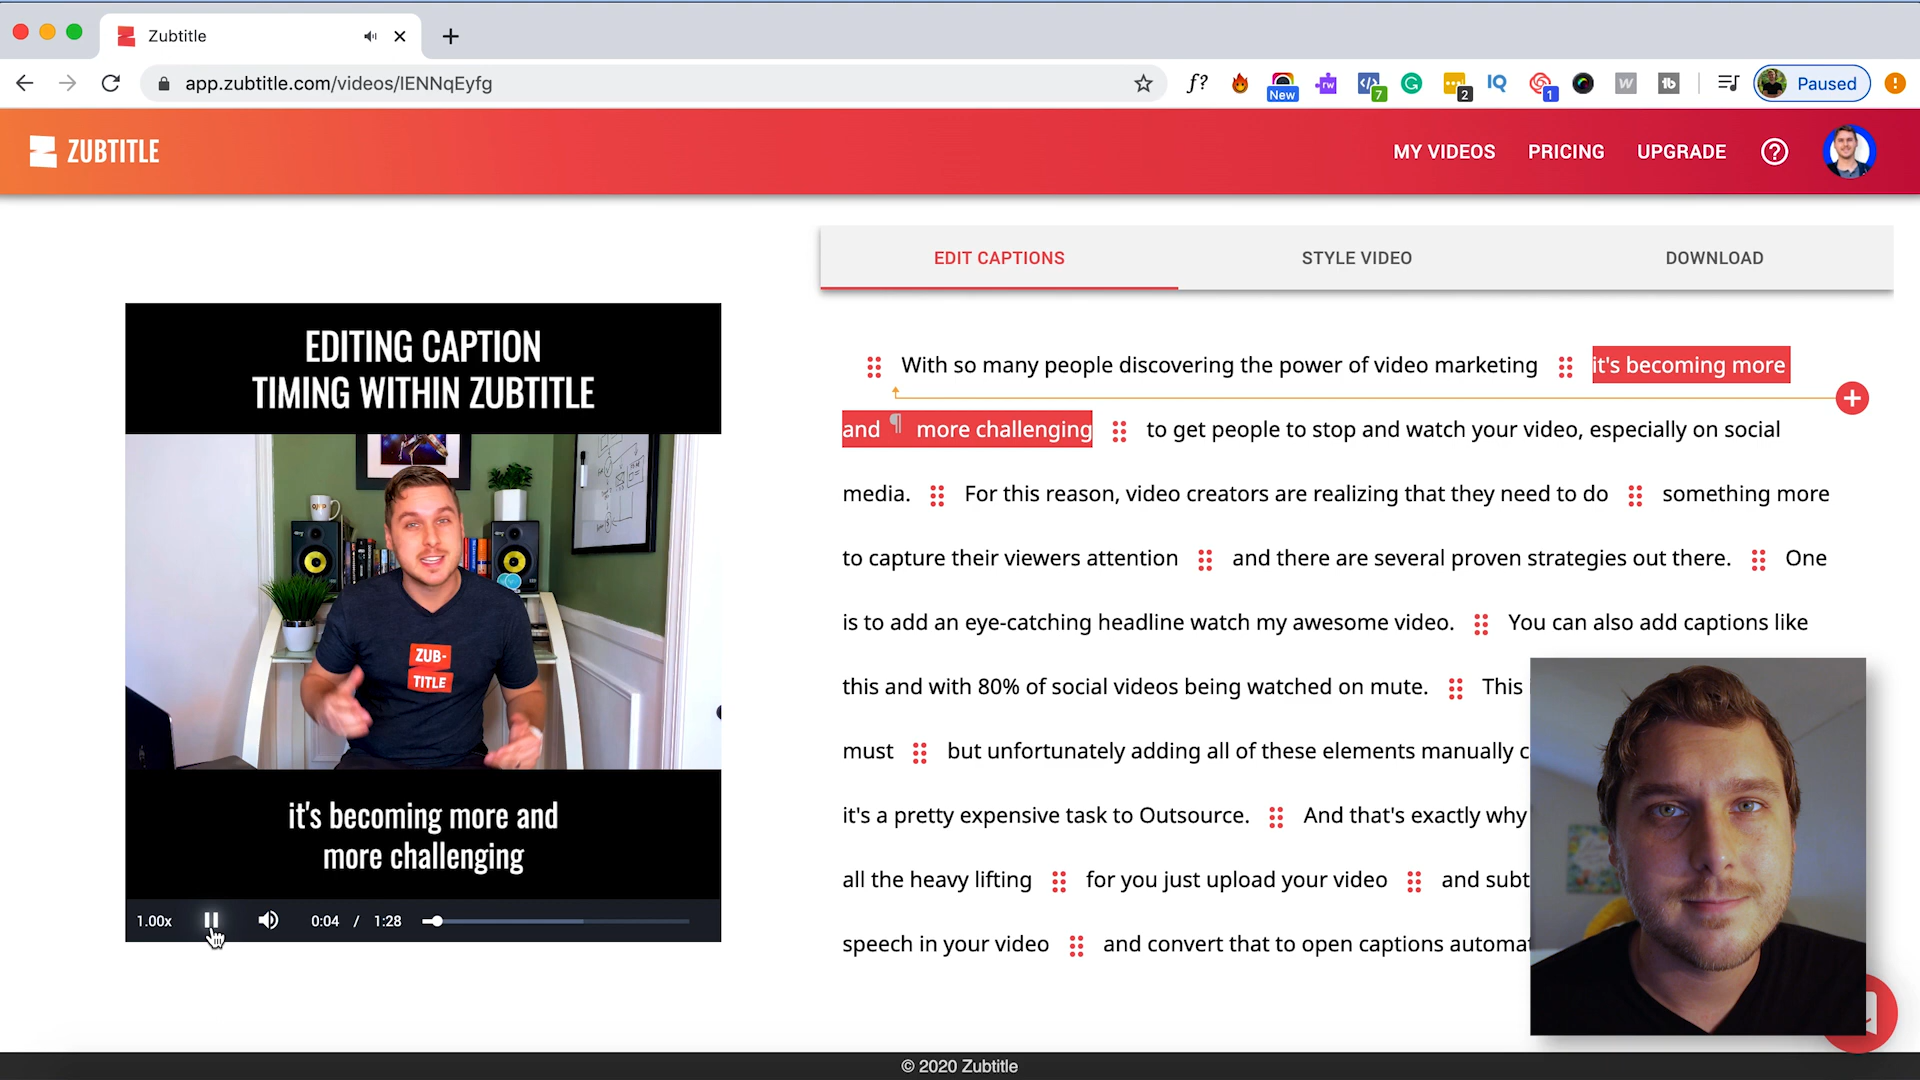 Zubtitle
app.zubtitle.com/videos/lENNqEyfg
f?
New
rw
7
2
IQ
1
W
tb
Paused
ZUBTITLE
MY VIDEOS
PRICING
UPGRADE
?
EDIT CAPTIONS
STYLE VIDEO
DOWNLOAD
EDITING CAPTION
TIMING WITHIN ZUBTITLE
OJFP
ZUB-
TITLE
it's becoming more and
more challenging
1.00x
0:04 / 1:28
With so many people discovering the power of video marketing it's becoming more
and ¶ more challenging to get people to stop and watch your video, especially on social
media. For this reason, video creators are realizing that they need to do something more
to capture their viewers attention and there are several proven strategies out there. One
is to add an eye-catching headline watch my awesome video. You can also add captions like
this and with 80% of social videos being watched on mute. This
must but unfortunately adding all of these elements manually c
it's a pretty expensive task to Outsource. And that's exactly why
all the heavy lifting for you just upload your video and subt
speech in your video and convert that to open captions automat
© 2020 Zubtitle